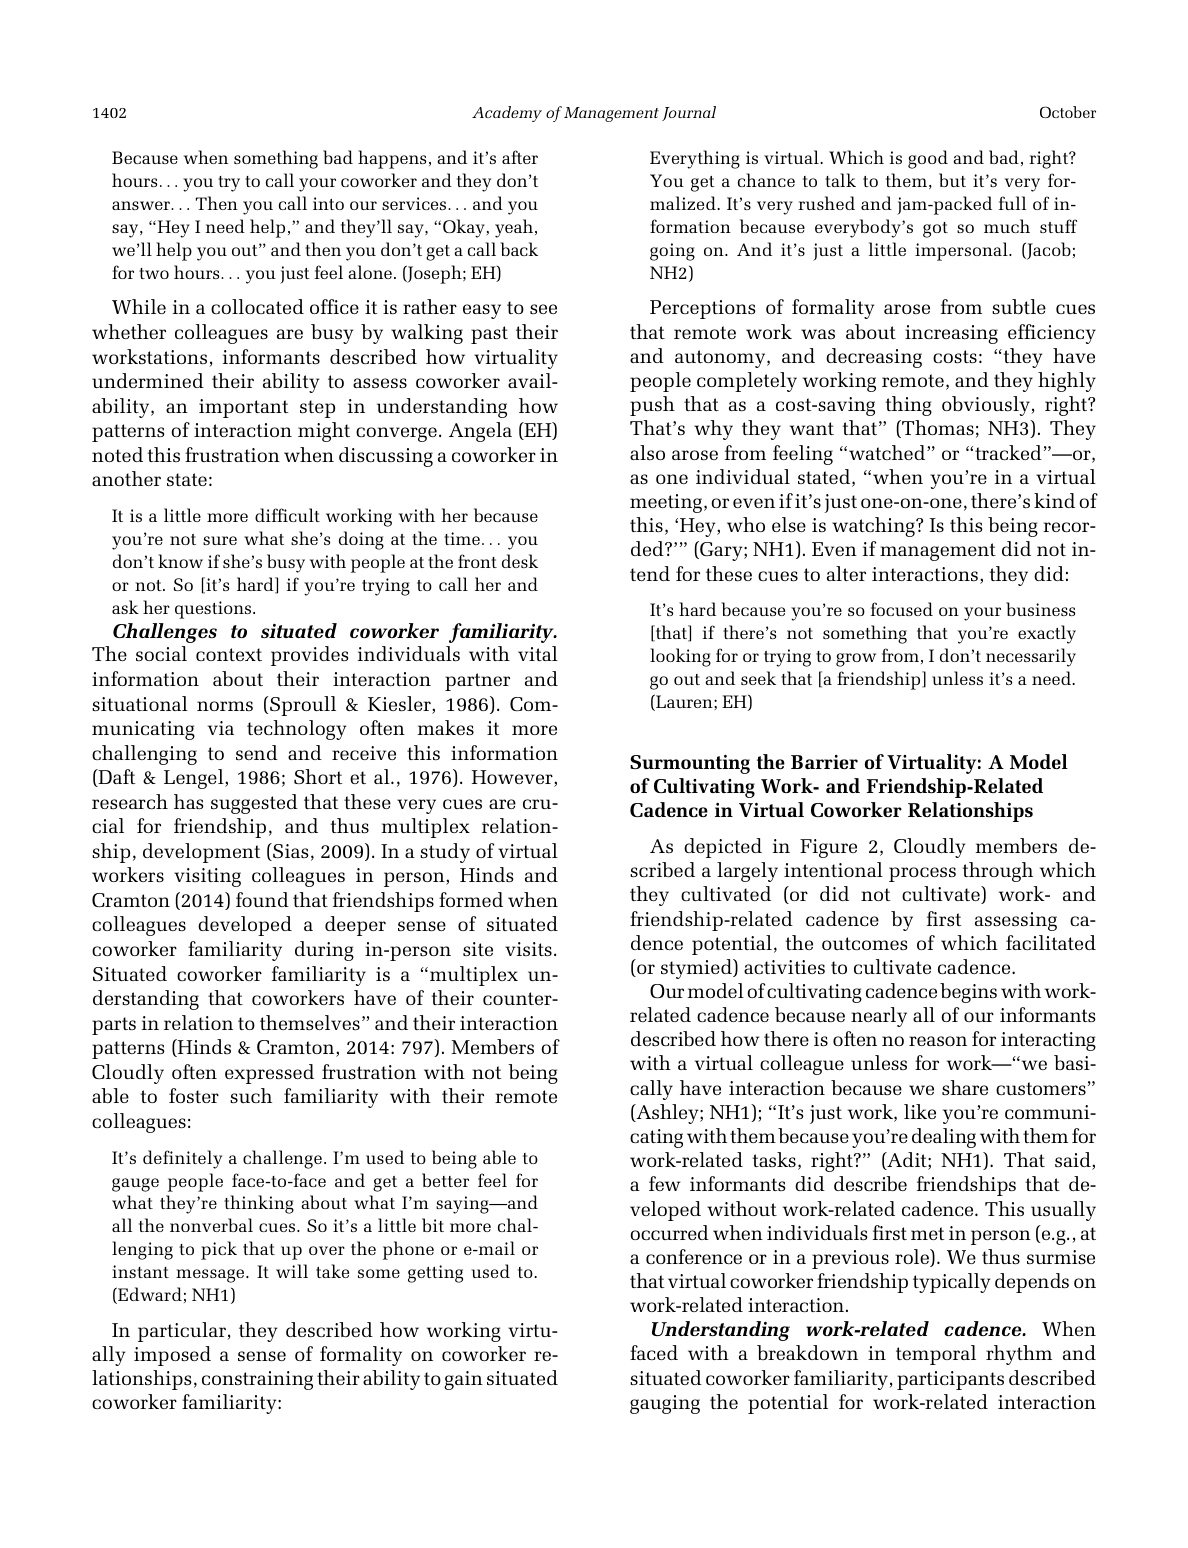 1402
Academy of Management Journal
October
Because when something bad happens, and it's after
hours... you try to call your coworker and they don't
answer... Then you call into our services... and you
say, “Hey I need help,” and they'll say, “Okay, yeah,
we'll help you out” and then you don't get a call back
for two hours... you just feel alone. (Joseph; EH)
While in a collocated office it is rather easy to see
whether colleagues are busy by walking past their
workstations, informants described how virtuality
undermined their ability to assess coworker avail-
ability, an important step in understanding how
patterns of interaction might converge. Angela (EH)
noted this frustration when discussing a coworker in
another state:
It is a little more difficult working with her because
you're not sure what she's doing at the time... you
don't know if she's busy with people at the front desk
or not. So [it's hard] if you're trying to call her and
ask her questions.
Challenges to situated coworker familiarity.
The social context provides individuals with vital
information about their interaction partner and
situational norms (Sproull & Kiesler, 1986). Com-
municating via technology often makes it more
challenging to send and receive this information
(Daft & Lengel, 1986; Short et al., 1976). However,
research has suggested that these very cues are cru-
cial for friendship, and thus multiplex relation-
ship, development (Sias, 2009). In a study of virtual
workers visiting colleagues in person, Hinds and
Cramton (2014) found that friendships formed when
colleagues developed a deeper sense of situated
coworker familiarity during in-person site visits.
Situated coworker familiarity is a “multiplex un-
derstanding that coworkers have of their counter-
parts in relation to themselves” and their interaction
patterns (Hinds & Cramton, 2014: 797). Members of
Cloudly often expressed frustration with not being
able to foster such familiarity with their remote
colleagues:
It's definitely a challenge. I'm used to being able to
gauge people face-to-face and get a better feel for
what they're thinking about what I'm saying—and
all the nonverbal cues. So it's a little bit more chal-
lenging to pick that up over the phone or e-mail or
instant message. It will take some getting used to.
(Edward; NH1)
In particular, they described how working virtu-
ally imposed a sense of formality on coworker re-
lationships, constraining their ability to gain situated
coworker familiarity:
Everything is virtual. Which is good and bad, right?
You get a chance to talk to them, but it's very for-
malized. It's very rushed and jam-packed full of in-
formation because everybody's got so much stuff
going on. And it's just a little impersonal. (Jacob;
NH2)
Perceptions of formality arose from subtle cues
that remote work was about increasing efficiency
and autonomy, and decreasing costs: “they have
people completely working remote, and they highly
push that as a cost-saving thing obviously, right?
That's why they want that” (Thomas; NH3). They
also arose from feeling “watched” or “tracked”—or,
as one individual stated, “when you're in a virtual
meeting, or even if it's just one-on-one, there's kind of
this, ‘Hey, who else is watching? Is this being recor-
ded?’” (Gary; NH1). Even if management did not in-
tend for these cues to alter interactions, they did:
It's hard because you're so focused on your business
[that] if there's not something that you're exactly
looking for or trying to grow from, I don't necessarily
go out and seek that [a friendship] unless it's a need.
(Lauren; EH)
Surmounting the Barrier of Virtuality: A Model
of Cultivating Work- and Friendship-Related
Cadence in Virtual Coworker Relationships
As depicted in Figure 2, Cloudly members de-
scribed a largely intentional process through which
they cultivated (or did not cultivate) work- and
friendship-related cadence by first assessing ca-
dence potential, the outcomes of which facilitated
(or stymied) activities to cultivate cadence.
Our model of cultivating cadence begins with work-
related cadence because nearly all of our informants
described how there is often no reason for interacting
with a virtual colleague unless for work—“we basi-
cally have interaction because we share customers”
(Ashley; NH1); “It's just work, like you're communi-
cating with them because you're dealing with them for
work-related tasks, right?” (Adit; NH1). That said,
a few informants did describe friendships that de-
veloped without work-related cadence. This usually
occurred when individuals first met in person (e.g., at
a conference or in a previous role). We thus surmise
that virtual coworker friendship typically depends on
work-related interaction.
Understanding work-related cadence. When
faced with a breakdown in temporal rhythm and
situated coworker familiarity, participants described
gauging the potential for work-related interaction